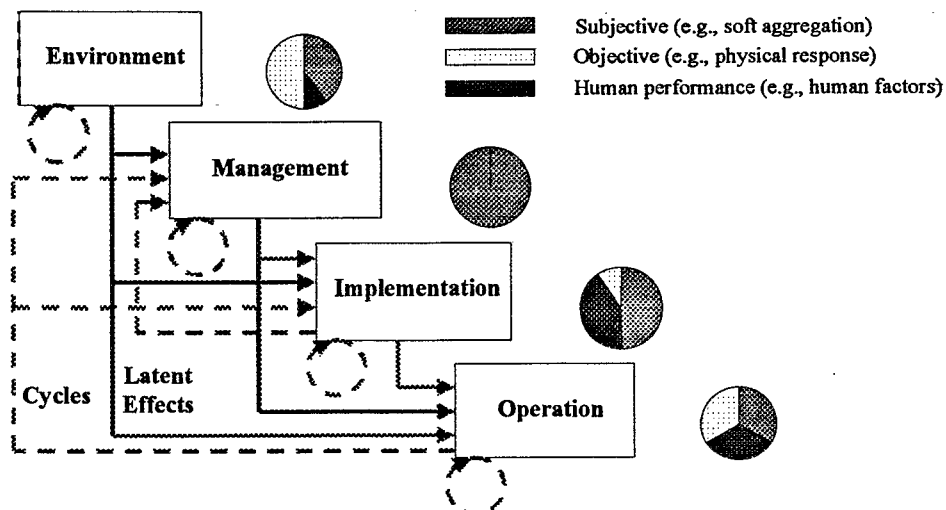 Environment
Subjective (e.g., soft aggregation)
Objective (e.g., physical response)
Human performance (e.g., human factors)
Management
Implementation
Cycles
Latent
Effects
Operation